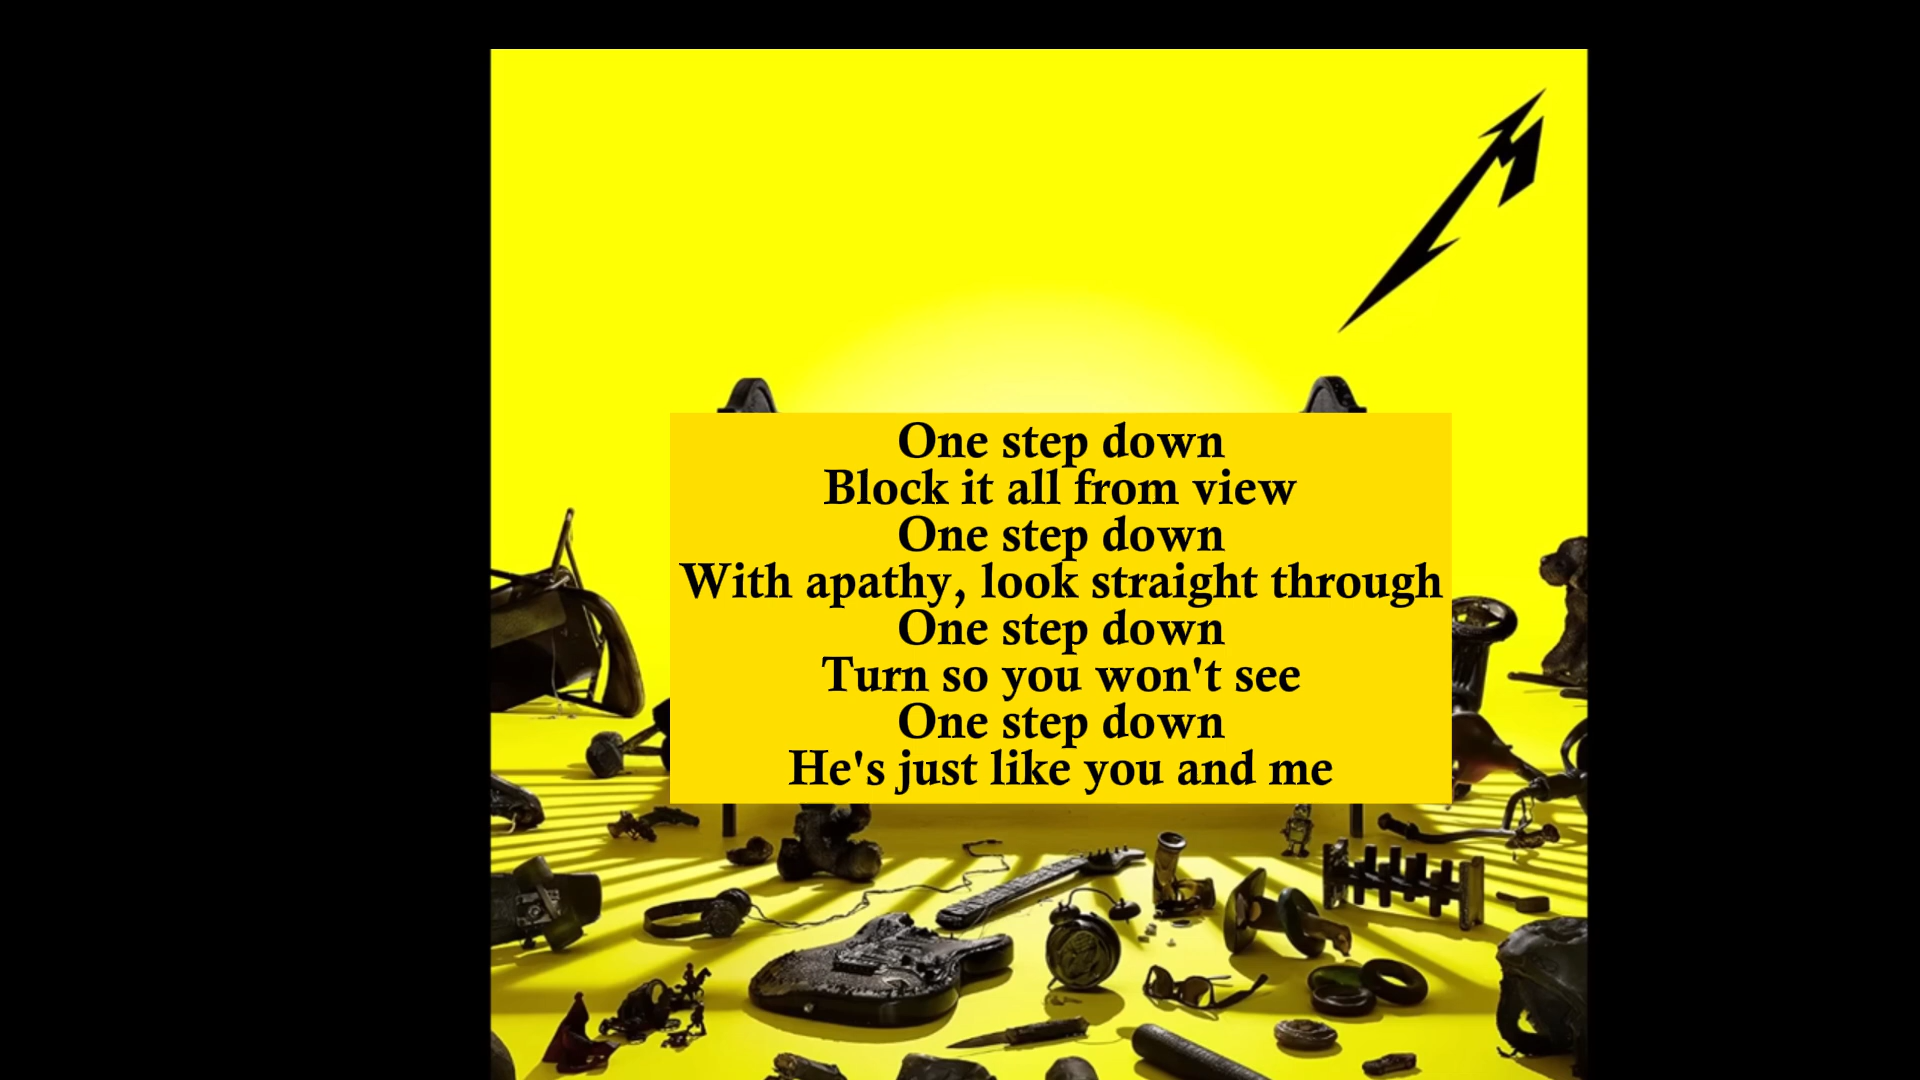 One step down
Block it all from view
One step down
With apathy, look straight through
One step down
Turn so you won't see
One step down
He's just like you and me